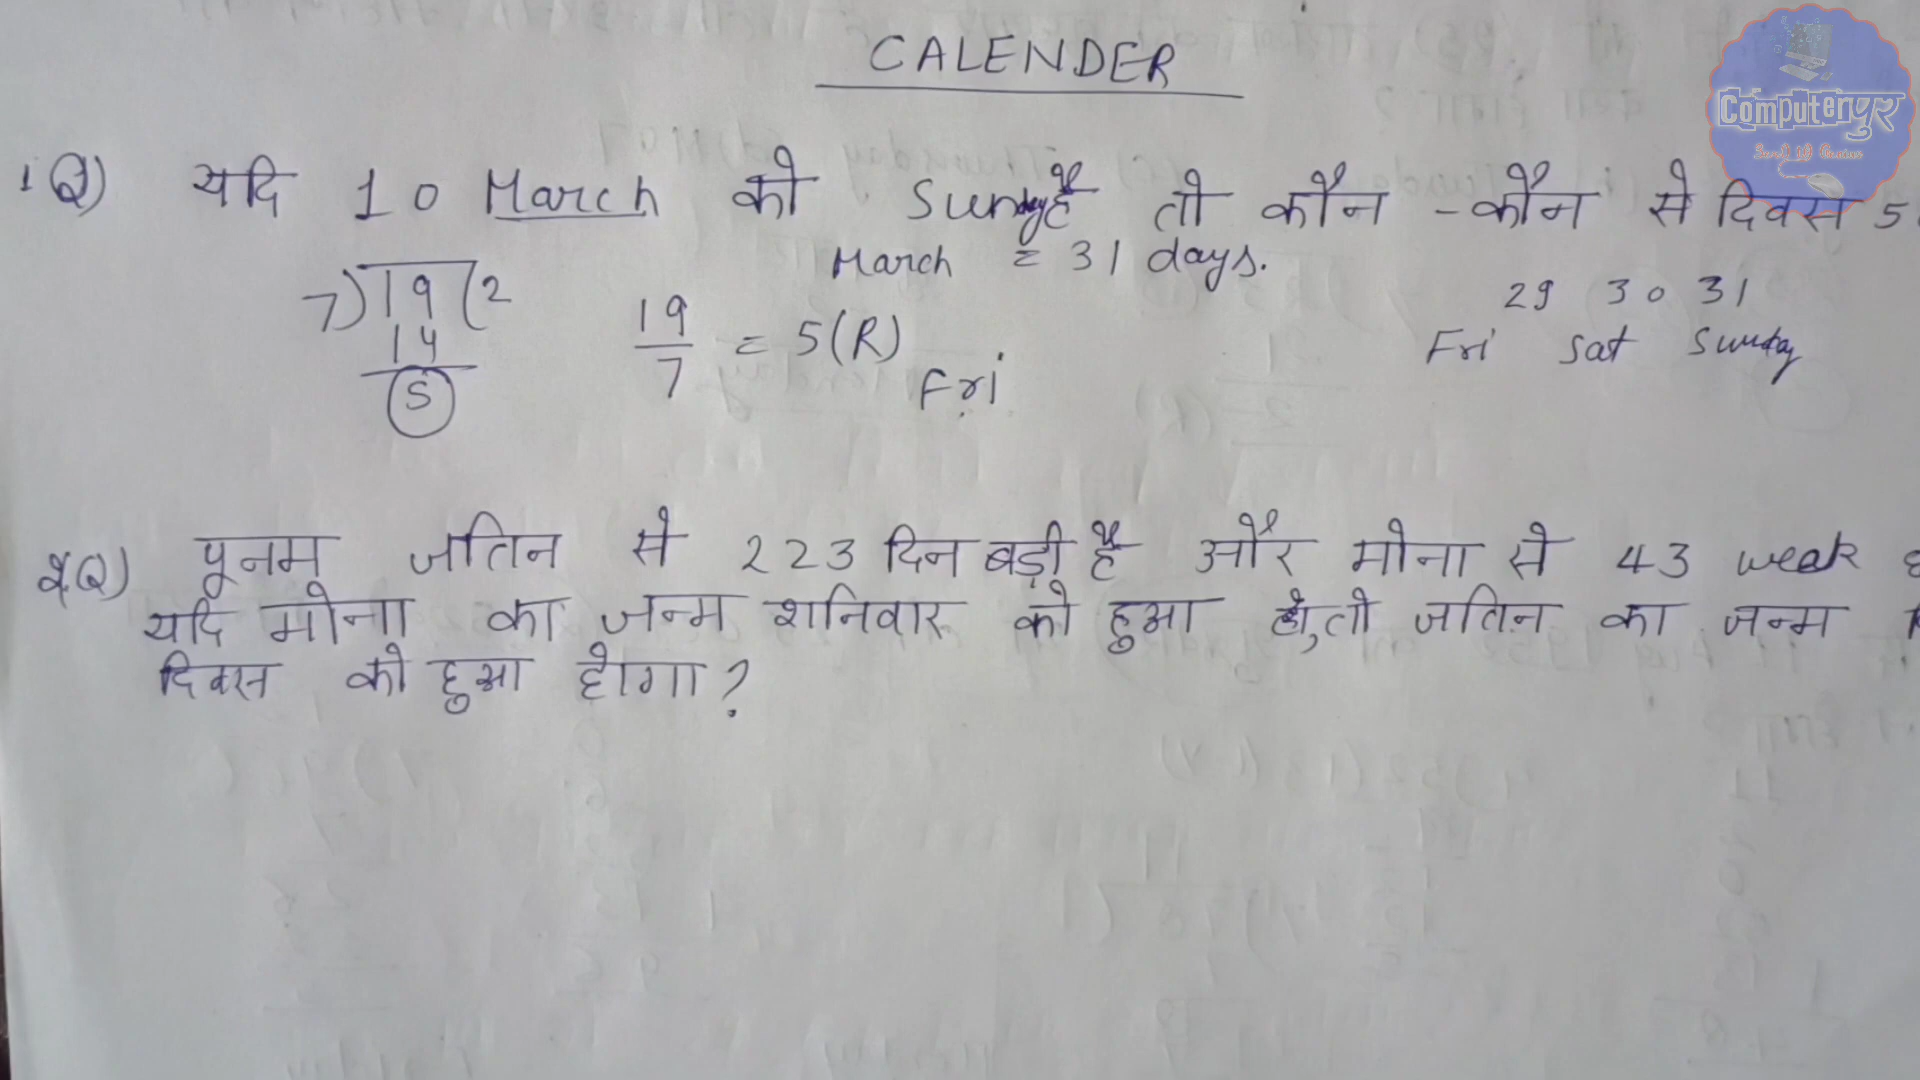 CALENDER
Computerपुर
1Q) यदि 10 March को Sunday है तो कौन -कौन से दिवस 5
March = 31 days.
7)19(2
14
5
19/7 = 5(R)
Fri
29 30 31
Fri Sat Sunday
2Q) पूनम जतिन से 223 दिन बड़ी है और मोना से 43 weak
यदि मोना का जन्म शनिवार को हुआ हो, तो जतिन का जन्म
दिवस को हुआ होगा?